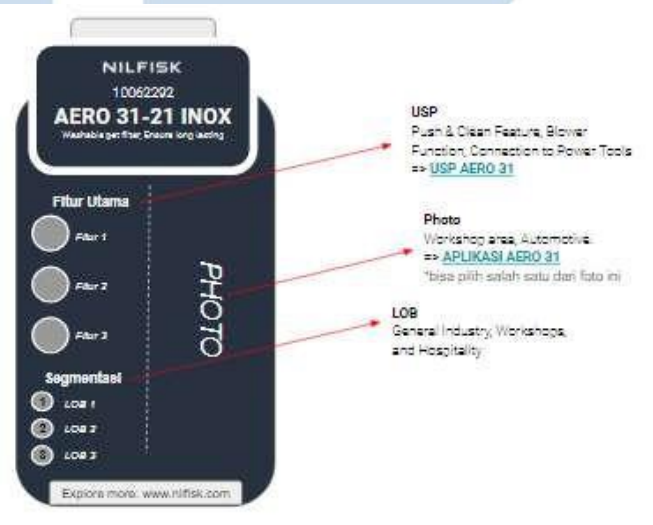 NILFISK
10062292
AERO 31-21 INOX
Washable pet filter, Ensure long lasting
Fitur Utama
Fitur 1
Fitur 2
Fitur 3
PHOTO
Segmentasi
1 LOB 1
2 LOB 2
3 LOB 3
Explore more: www.nilfisk.com
USP
Push & Clean Feature, Blower
Function, Connection to Power Tools
=> USP AERO 31
Photo
Workshop area, Automotive.
=> APLIKASI AERO 31
*bisa pilih salah satu dari foto ini
LOB
General Industry, Workshops,
and Hospitality